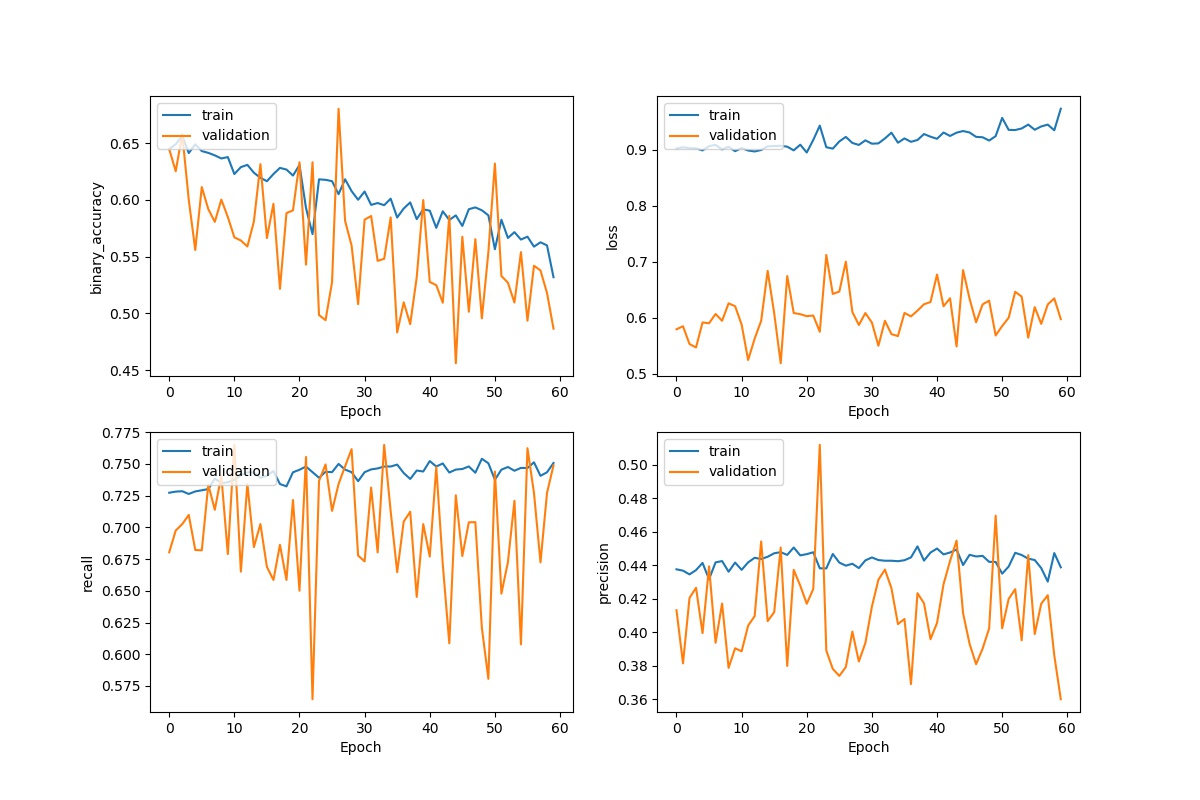 train
validation
0.65
0.60
0.55
0.50
0.45
binary_accuracy
0 10 20 30 40 50 60
Epoch
train
validation
0.9
0.8
0.7
0.6
0.5
loss
0 10 20 30 40 50 60
Epoch
train
validation
0.775
0.750
0.725
0.700
0.675
0.650
0.625
0.600
0.575
recall
0 10 20 30 40 50 60
Epoch
train
validation
0.50
0.48
0.46
0.44
0.42
0.40
0.38
0.36
precision
0 10 20 30 40 50 60
Epoch